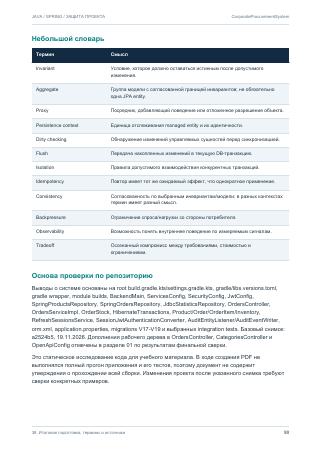 JAVA / SPRING / ЗАЩИТА ПРОЕКТА
CorporateProcurementSystem
Небольшой словарь
Термин Смысл
Invariant Условие, которое должно оставаться истинным после допустимого
изменения.
Aggregate Группа модели с согласованной границей инвариантов; не обязательно
одна JPA entity.
Proxy Посредник, добавляющий поведение или отложенное разрешение объекта.
Persistence context Единица отслеживания managed entity и их идентичности.
Dirty checking Обнаружение изменений управляемых сущностей перед синхронизацией.
Flush Передача накопленных изменений в текущую DB-транзакцию.
Isolation Правила допустимого взаимодействия конкурентных транзакций.
Idempotency Повтор имеет тот же ожидаемый эффект, что однократное применение.
Consistency Согласованность по выбранным инвариантам/модели; в разных контекстах
термин имеет разный смысл.
Backpressure Ограничение спроса/нагрузки со стороны потребителя.
Observability Возможность понять внутреннее поведение по измеряемым сигналам.
Tradeoff Осознанный компромисс между требованиями, стоимостью и
ограничениями.
Основа проверки по репозиторию
Выводы о системе основаны на root build.gradle.kts/settings.gradle.kts, gradle/libs.versions.toml,
gradle wrapper, module builds, BackendMain, ServicesConfig, SecurityConfig, JwtConfig,
SpringProductsRepository, SpringOrdersRepository, JdbcStatisticsRepository, OrdersController,
OrdersServiceImpl, OrderStock, HibernateTransactions, Product/Order/OrderItem/Inventory,
RefreshSessionsService, SessionJwtAuthenticationConverter, AuditEntityListener/AuditEventWriter,
orm.xml, application.properties, migrations V17-V19 и выбранных integration tests. Базовый снимок:
a2524b5, 19.11.2026. Дополнения рабочего дерева в OrdersController, CategoriesController и
OpenApiConfig отмечены в разделе 01 по результатам финальной сверки.
Это статическое исследование кода для учебного материала. В ходе создания PDF не
выполнялся полный прогон приложения и его тестов, поэтому документ не содержит
утверждения о прохождении всей сборки. Изменения проекта после указанного снимка требуют
сверки конкретных примеров.
38. Итоговая подготовка, термины и источники